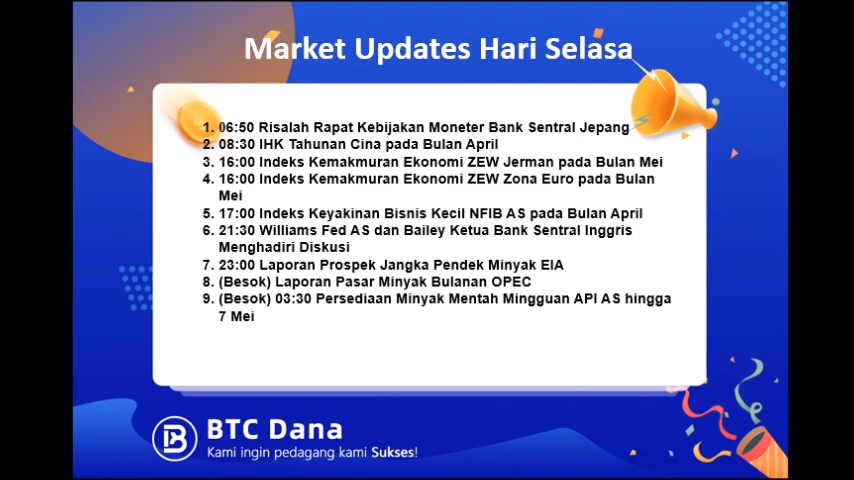 Market Updates Hari Selasa
1. 06:50 Risalah Rapat Kebijakan Moneter Bank Sentral Jepang
2. 08:30 IHK Tahunan Cina pada Bulan April
3. 16:00 Indeks Kemakmuran Ekonomi ZEW Jerman pada Bulan Mei
4. 16:00 Indeks Kemakmuran Ekonomi ZEW Zona Euro pada Bulan
Mei
5. 17:00 Indeks Keyakinan Bisnis Kecil NFIB AS pada Bulan April
6. 21:30 Williams Fed AS dan Bailey Ketua Bank Sentral Inggris
Menghadiri Diskusi
7. 23:00 Laporan Prospek Jangka Pendek Minyak EIA
8. (Besok) Laporan Pasar Minyak Bulanan OPEC
9. (Besok) 03:30 Persediaan Minyak Mentah Mingguan API AS hingga
7 Mei
BTC Dana
Kami ingin pedagang kami Sukses!